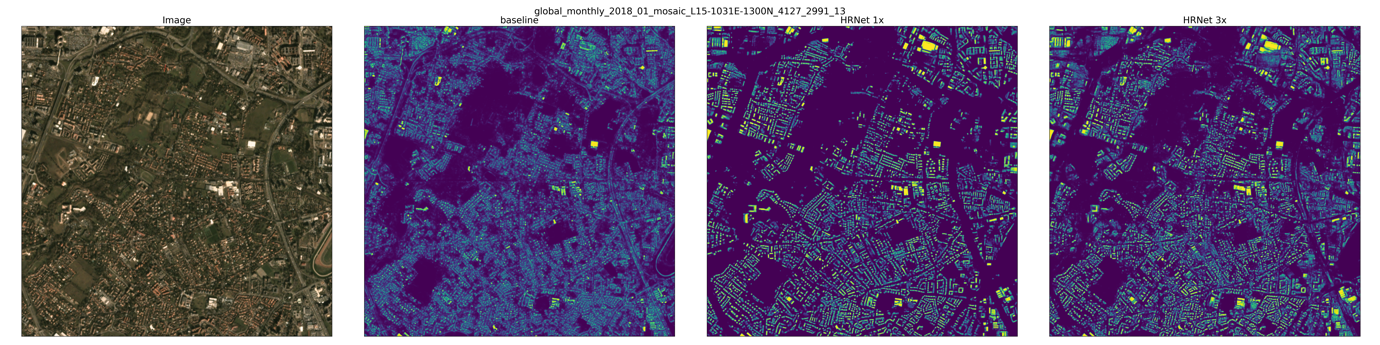 global_monthly_2018_01_mosaic_L15-1031E-1300N_4127_2991_13
Image
baseline
HRNet 1x
HRNet 3x